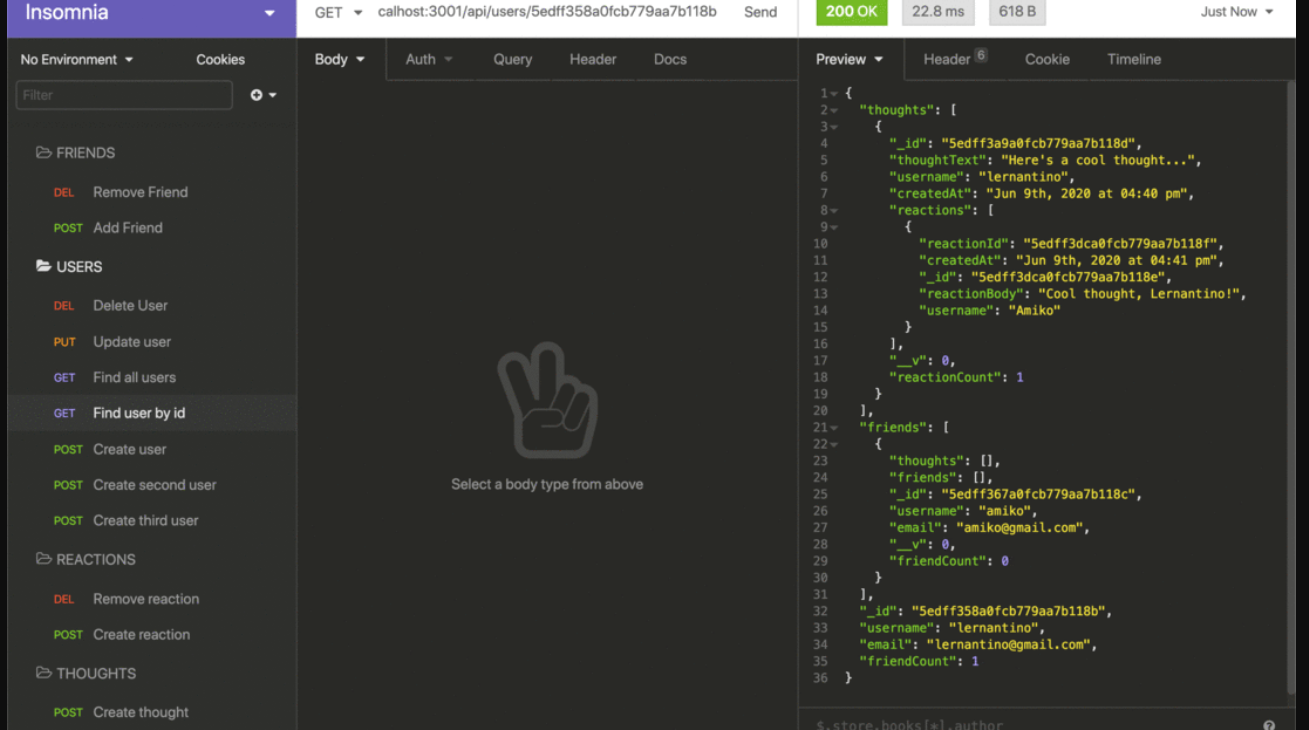 Insomnia
GET calhost:3001/api/users/5edff358a0fcb779aa7b118b Send
200 OK 22.8 ms 618 B Just Now
No Environment Cookies
Body Auth Query Header Docs
Preview Header 6 Cookie Timeline
Filter
FRIENDS
DEL Remove Friend
POST Add Friend
USERS
DEL Delete User
PUT Update user
GET Find all users
GET Find user by id
POST Create user
POST Create second user
POST Create third user
REACTIONS
DEL Remove reaction
POST Create reaction
THOUGHTS
POST Create thought
Select a body type from above
1 {
2 "thoughts": [
3 {
4 "_id": "5edff3a9a0fcb779aa7b118d",
5 "thoughtText": "Here's a cool thought...",
6 "username": "lernantino",
7 "createdAt": "Jun 9th, 2020 at 04:40 pm",
8 "reactions": [
9 {
10 "reactionId": "5edff3dca0fcb779aa7b118f",
11 "createdAt": "Jun 9th, 2020 at 04:41 pm",
12 "_id": "5edff3dca0fcb779aa7b118e",
13 "reactionBody": "Cool thought, Lernantino!",
14 "username": "Amiko"
15 }
16 ],
17 "__v": 0,
18 "reactionCount": 1
19 }
20 ],
21 "friends": [
22 {
23 "thoughts": [],
24 "friends": [],
25 "_id": "5edff367a0fcb779aa7b118c",
26 "username": "amiko",
27 "email": "amiko@gmail.com",
28 "__v": 0,
29 "friendCount": 0
30 }
31 ],
32 "_id": "5edff358a0fcb779aa7b118b",
33 "username": "lernantino",
34 "email": "lernantino@gmail.com",
35 "friendCount": 1
36 }
$.store.books[*].author